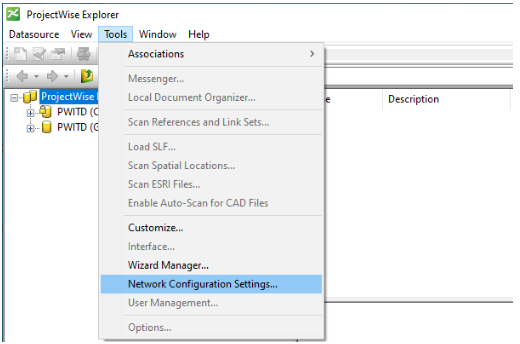 ProjectWise Explorer
Datasource View Tools Window Help
Associations
Messenger...
Local Document Organizer...
Scan References and Link Sets...
Load SLF...
Scan Spatial Locations...
Scan ESRI Files...
Enable Auto-Scan for CAD Files
Customize...
Interface...
Wizard Manager...
Network Configuration Settings...
User Management...
Options...
ProjectWise
PWITD (
PWITD (
Description